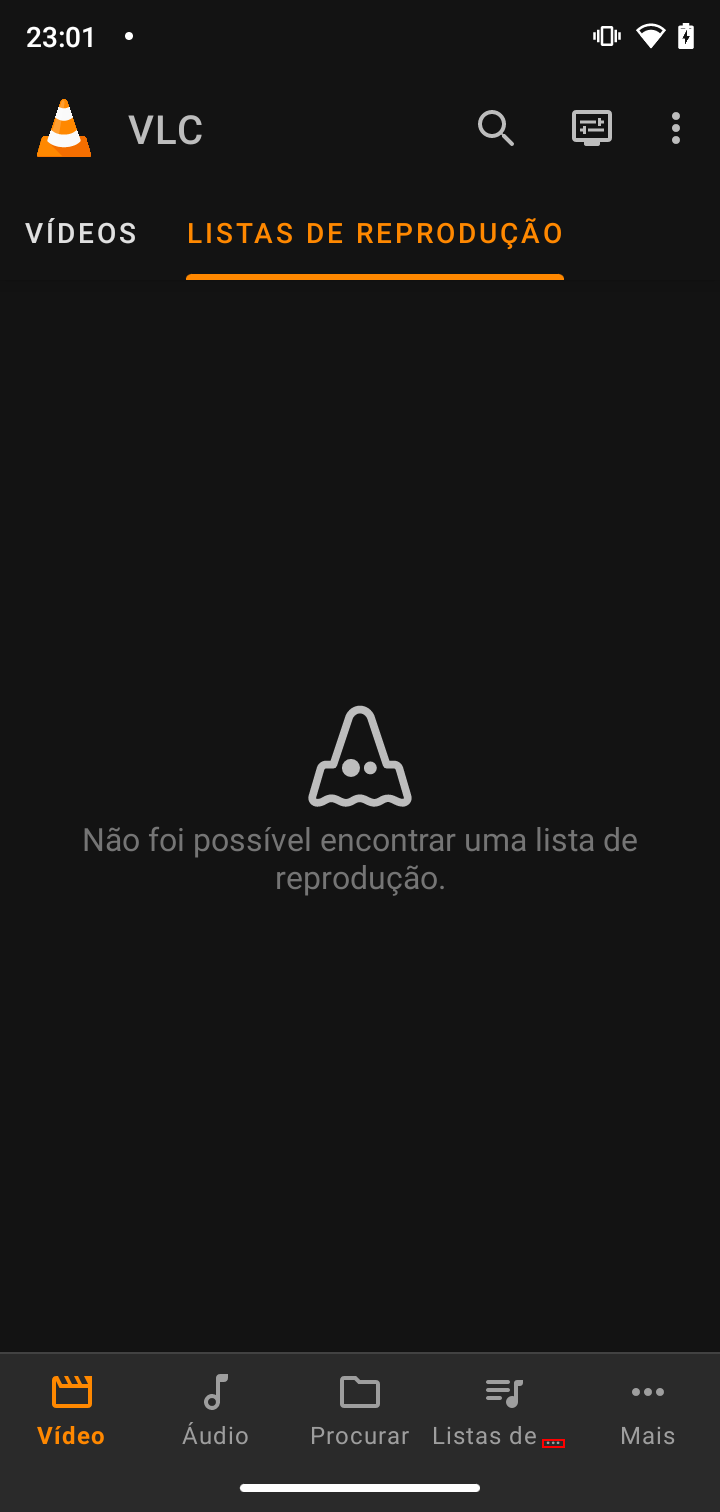 23:01
VLC
VÍDEOS
LISTAS DE REPRODUÇÃO
Não foi possível encontrar uma lista de
reprodução.
Vídeo
Áudio
Procurar
Listas de ...
Mais